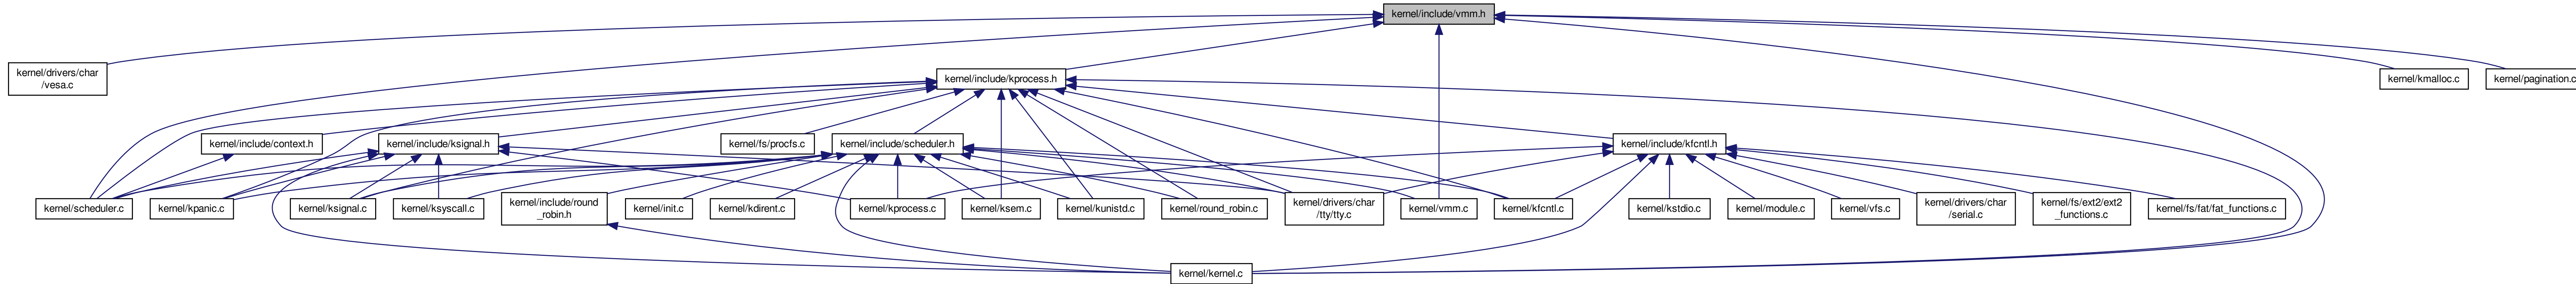 kernel/include/vmm.h
kernel/drivers/char
/vesa.c
kernel/include/kprocess.h
kernel/kmalloc.c
kernel/pagination.c
kernel/include/context.h
kernel/include/ksignal.h
kernel/fs/procfs.c
kernel/include/scheduler.h
kernel/include/kfcntl.h
kernel/scheduler.c
kernel/kpanic.c
kernel/ksignal.c
kernel/ksyscall.c
kernel/include/round
_robin.h
kernel/init.c
kernel/kdirent.c
kernel/kprocess.c
kernel/ksem.c
kernel/kunistd.c
kernel/round_robin.c
kernel/drivers/char
/tty/tty.c
kernel/vmm.c
kernel/kfcntl.c
kernel/kstdio.c
kernel/module.c
kernel/vfs.c
kernel/drivers/char
/serial.c
kernel/fs/ext2/ext2
_functions.c
kernel/fs/fat/fat_functions.c
kernel/kernel.c